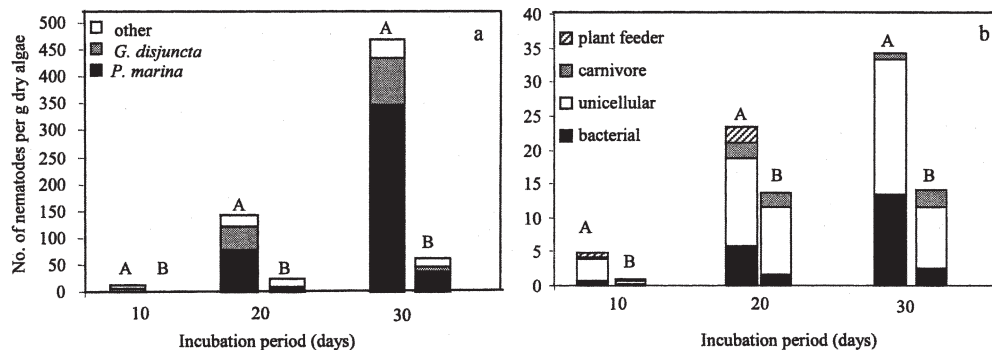 500
450
400
350
300
250
200
150
100
50
0
No. of nematodes per g dry algae
other
G. disjuncta
P. marina
a
A
B
A
B
A
B
10
20
30
Incubation period (days)
40
35
30
25
20
15
10
5
0
plant feeder
carnivore
unicellular
bacterial
b
A
B
A
B
A
B
10
20
30
Incubation period (days)